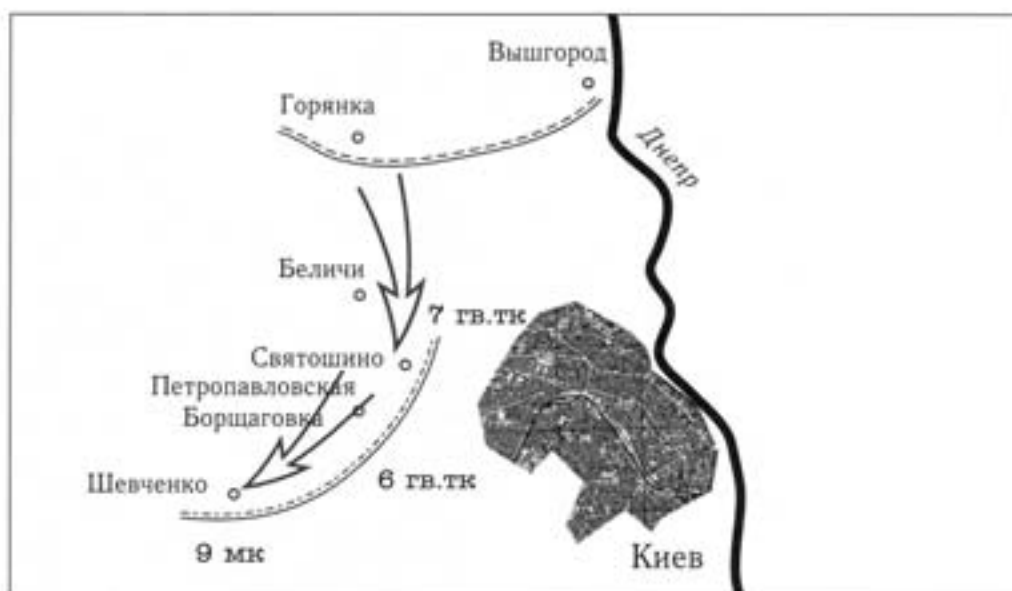 Вышгород
Горянка
Днепр
Беличи
7 гв.тк
Святошино
Петропавловская
Борщаговка
6 гв.тк
Шевченко
9 мк
Киев